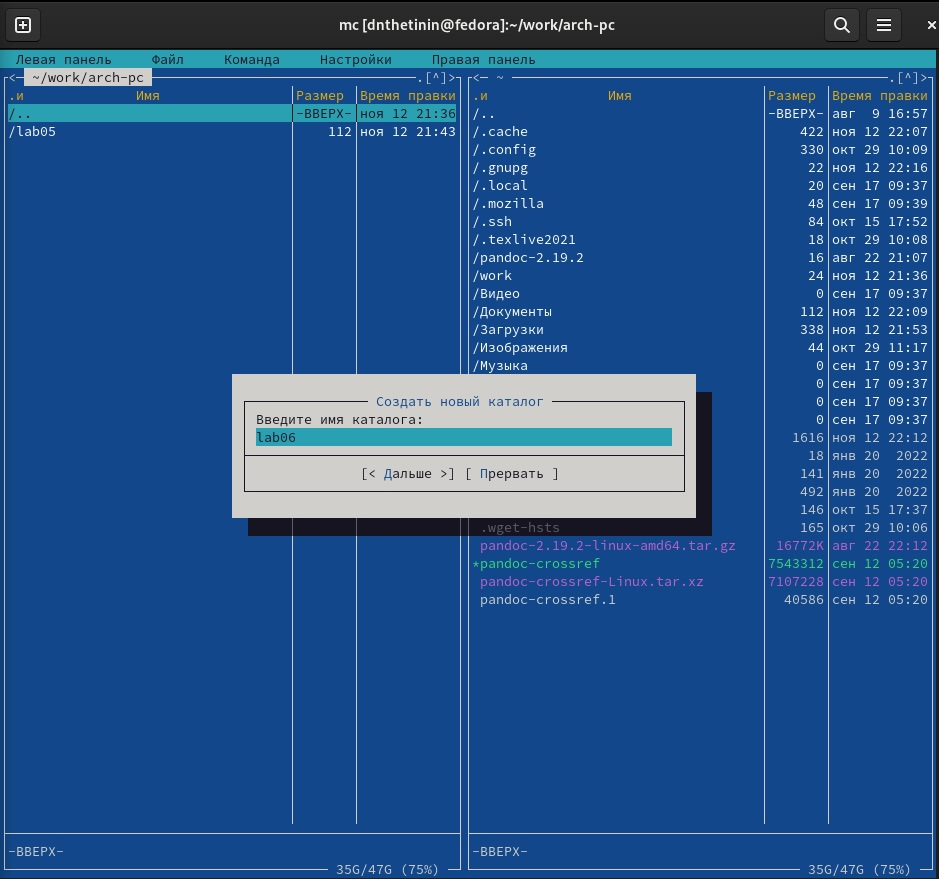 mc [dnthetinin@fedora]:~/work/arch-pc
Левая панель Файл Команда Настройки Правая панель
<─ ~/work/arch-pc .[^]> <─ ~ .[^]>
.и Имя Размер Время правки .и Имя Размер Время правки
/.. -ВВЕРХ- ноя 12 21:36 /.. -ВВЕРХ- авг 9 16:57
/lab05 112 ноя 12 21:43 /.cache 422 ноя 12 22:07
/.config 330 окт 29 10:09
/.gnupg 22 ноя 12 22:16
/.local 20 сен 17 09:37
/.mozilla 48 сен 17 09:39
/.ssh 84 окт 15 17:52
/.texlive2021 18 окт 29 10:08
/pandoc-2.19.2 16 авг 22 21:07
/work 24 ноя 12 21:36
/Видео 0 сен 17 09:37
/Документы 112 ноя 12 22:09
/Загрузки 338 ноя 12 21:53
/Изображения 44 окт 29 11:17
/Музыка 0 сен 17 09:37
0 сен 17 09:37
Создать новый каталог 0 сен 17 09:37
Введите имя каталога: 0 сен 17 09:37
lab06 1616 ноя 12 22:12
18 янв 20 2022
[< Дальше >] [ Прервать ] 141 янв 20 2022
492 янв 20 2022
146 окт 15 17:37
.wget-hsts 165 окт 29 10:06
pandoc-2.19.2-linux-amd64.tar.gz 16772K авг 22 22:12
*pandoc-crossref 7543312 сен 12 05:20
pandoc-crossref-Linux.tar.xz 7107228 сен 12 05:20
pandoc-crossref.1 40586 сен 12 05:20
-ВВЕРХ- -ВВЕРХ-
35G/47G (75%) 35G/47G (75%)